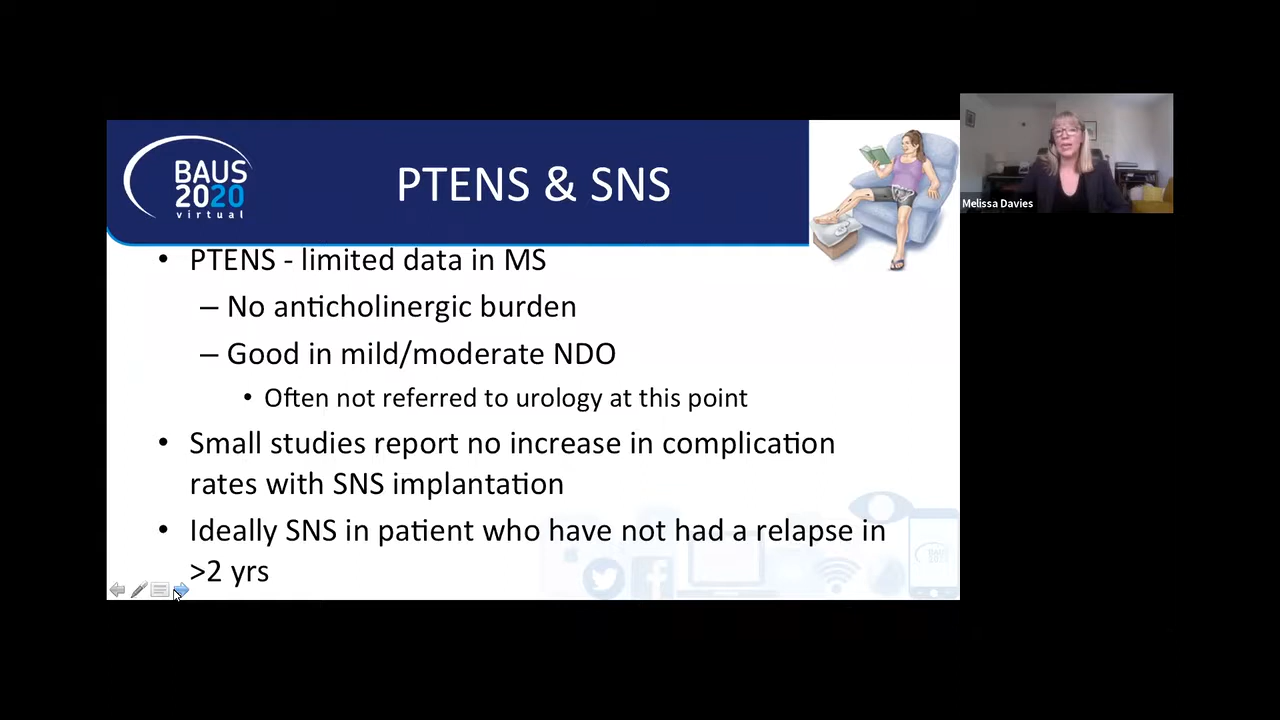 BAUS
2020
virtual
PTENS & SNS
Melissa Davies
• PTENS - limited data in MS
– No anticholinergic burden
– Good in mild/moderate NDO
• Often not referred to urology at this point
• Small studies report no increase in complication
rates with SNS implantation
• Ideally SNS in patient who have not had a relapse in
>2 yrs
BAUS